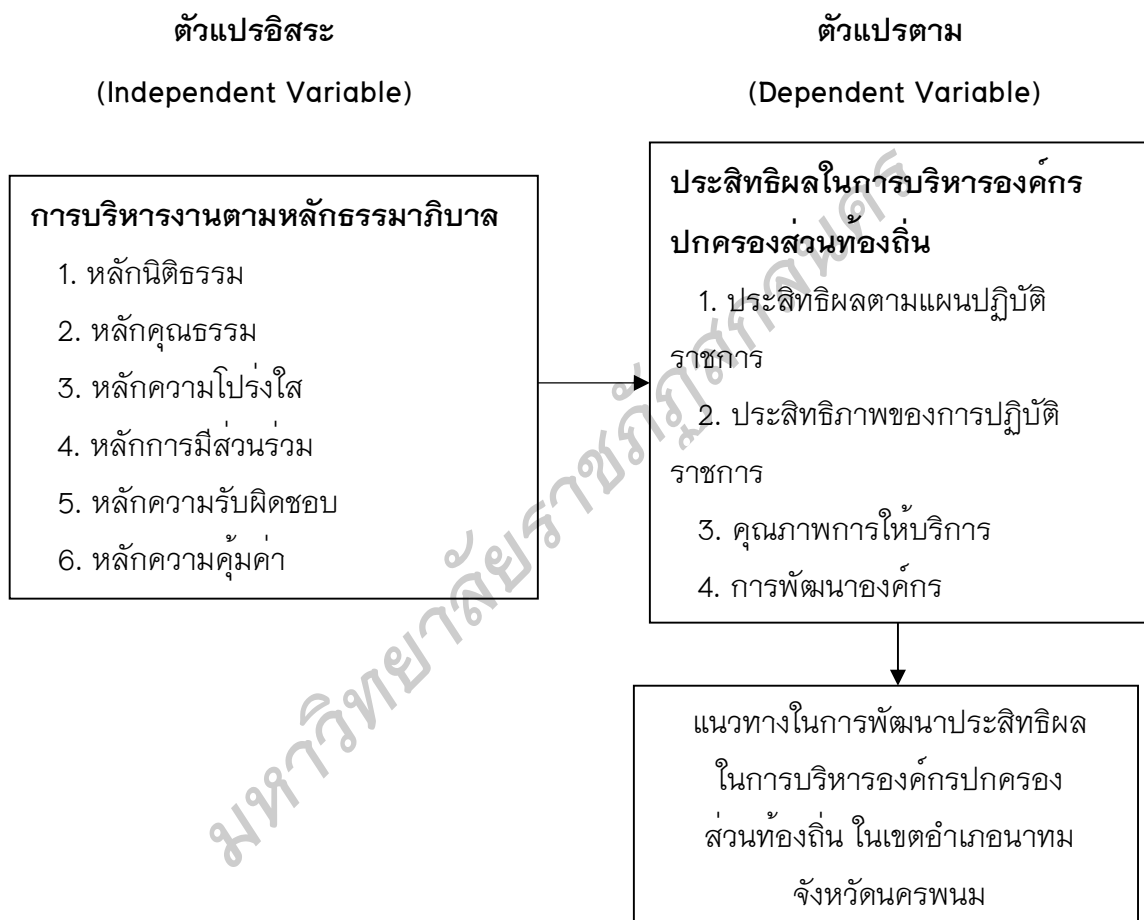 ตัวแปรอิสระ
(Independent Variable)
การบริหารงานตามหลักธรรมาภิบาล
1. หลักนิติธรรม
2. หลักคุณธรรม
3. หลักความโปร่งใส
4. หลักการมีส่วนร่วม
5. หลักความรับผิดชอบ
6. หลักความคุ้มค่า
ตัวแปรตาม
(Dependent Variable)
ประสิทธิผลในการบริหารองค์กร
ปกครองส่วนท้องถิ่น
1. ประสิทธิผลตามแผนปฏิบัติ
ราชการ
2. ประสิทธิภาพของการปฏิบัติ
ราชการ
3. คุณภาพการให้บริการ
4. การพัฒนาองค์กร
แนวทางในการพัฒนาประสิทธิผล
ในการบริหารองค์กรปกครอง
ส่วนท้องถิ่น ในเขตอำเภอนาทม
จังหวัดนครพนม
มหาวิทยาลัยราชภัฏสกลนคร